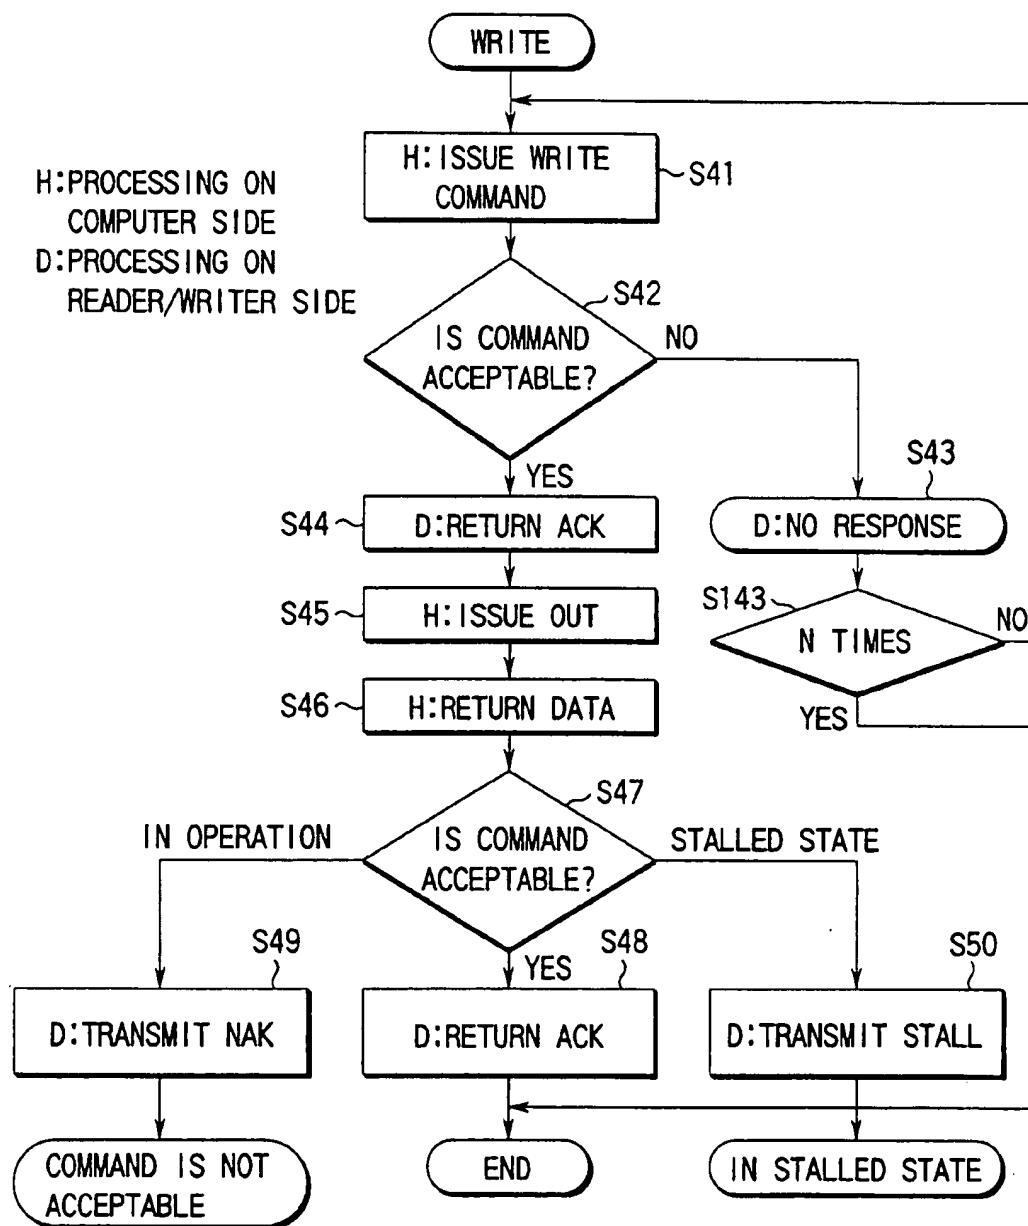 WRITE
H:ISSUE WRITE
COMMAND
S41
H:PROCESSING ON
COMPUTER SIDE
D:PROCESSING ON
READER/WRITER SIDE
S42
IS COMMAND
ACCEPTABLE?
NO
YES
S43
D:NO RESPONSE
S44
D:RETURN ACK
S143
N TIMES
NO
YES
S45
H:ISSUE OUT
S46
H:RETURN DATA
S47
IS COMMAND
ACCEPTABLE?
IN OPERATION
STALLED STATE
YES
S49
D:TRANSMIT NAK
S48
D:RETURN ACK
S50
D:TRANSMIT STALL
COMMAND IS NOT
ACCEPTABLE
END
IN STALLED STATE